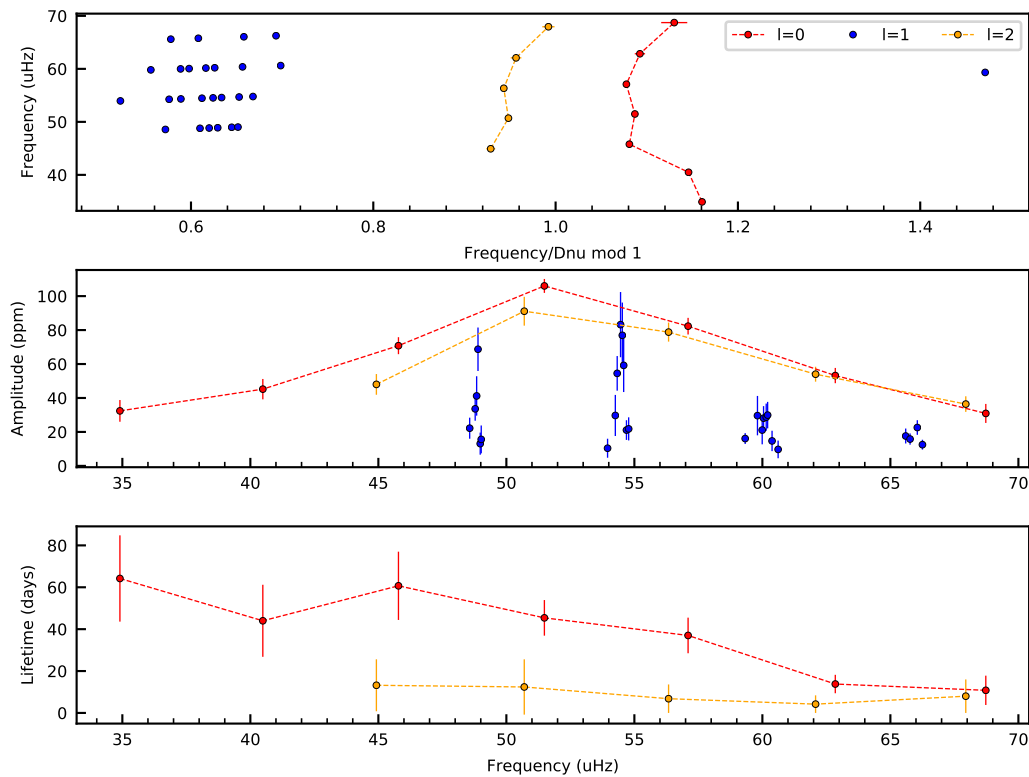 70
60
50
40
Frequency (uHz)
l=0 l=1 l=2
0.6 0.8 1.0 1.2 1.4
Frequency/Dnu mod 1
100
80
60
40
20
0
Amplitude (ppm)
35 40 45 50 55 60 65 70
80
60
40
20
0
Lifetime (days)
35 40 45 50 55 60 65 70
Frequency (uHz)